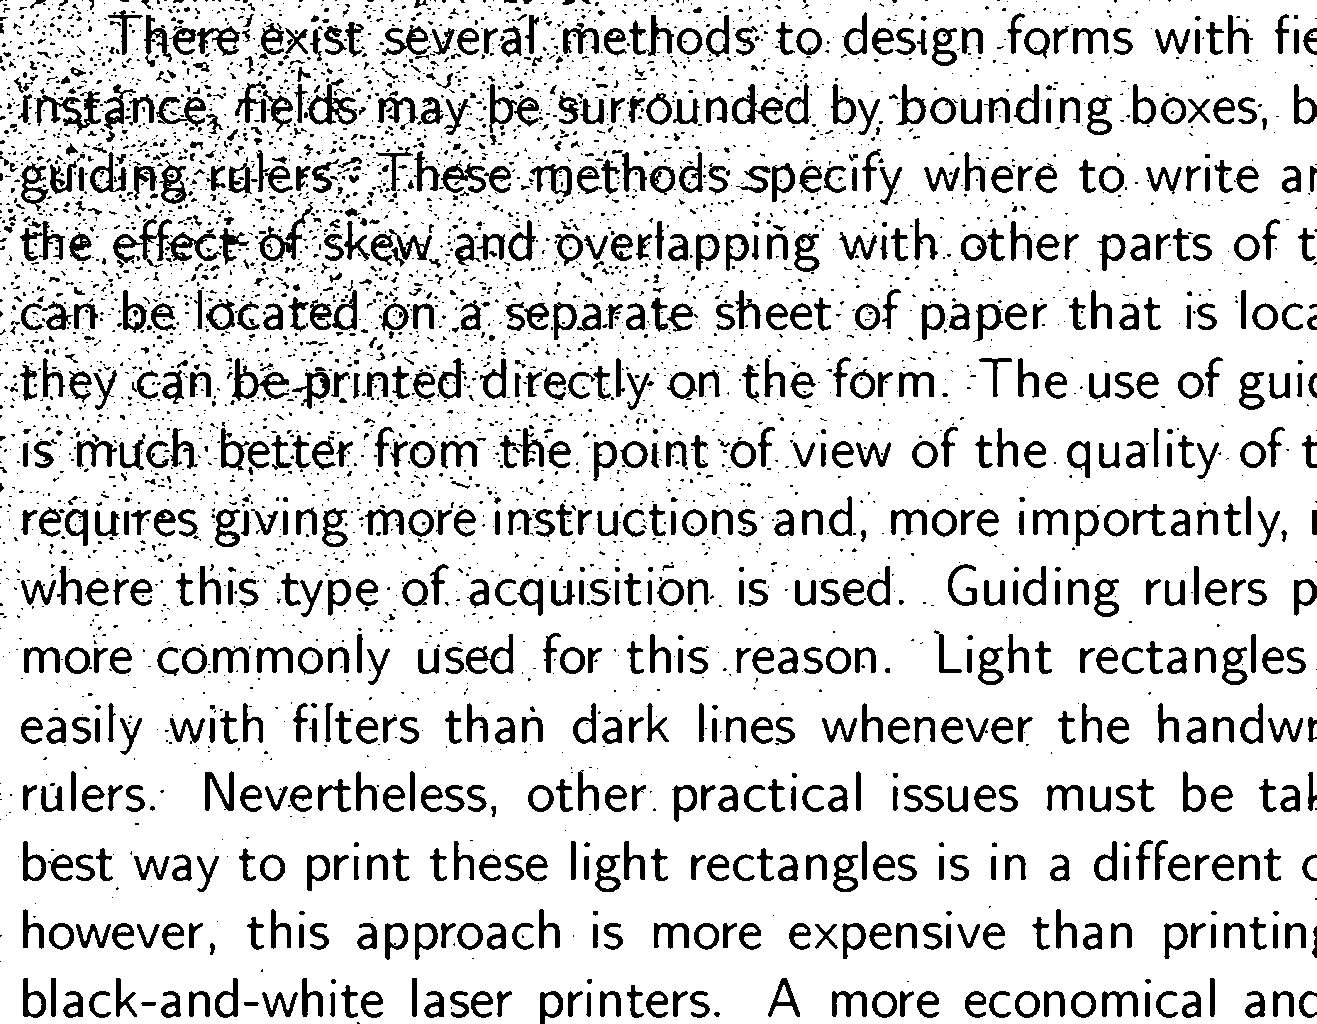 There exist several methods to design forms with fie
instance, fields may be surrounded by bounding boxes, b
guiding rulers. These methods specify where to write an
the effect of skew and overlapping with other parts of t
can be located on a separate sheet of paper that is loca
they can be printed directly on the form. The use of guid
is much better from the point of view of the quality of t
requires giving more instructions and, more importantly, r
where this type of acquisition is used. Guiding rulers p
more commonly used for this reason. Light rectangles
easily with filters than dark lines whenever the handwr
rulers. Nevertheless, other practical issues must be tak
best way to print these light rectangles is in a different c
however, this approach is more expensive than printing
black-and-white laser printers. A more economical and